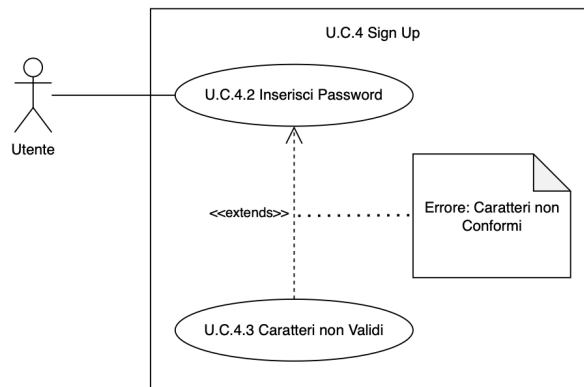 U.C.4 Sign Up
U.C.4.2 Inserisci Password
Utente
<<extends>>
Errore: Caratteri non
Conformi
U.C.4.3 Caratteri non Validi